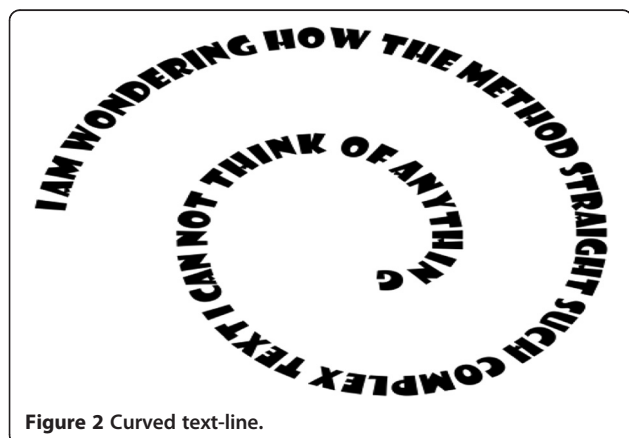 I AM WONDERING HOW THE METHOD STRAIGHT SUCH COMPLEX TEXT I CAN NOT THINK OF ANYTHING
Figure 2 Curved text-line.